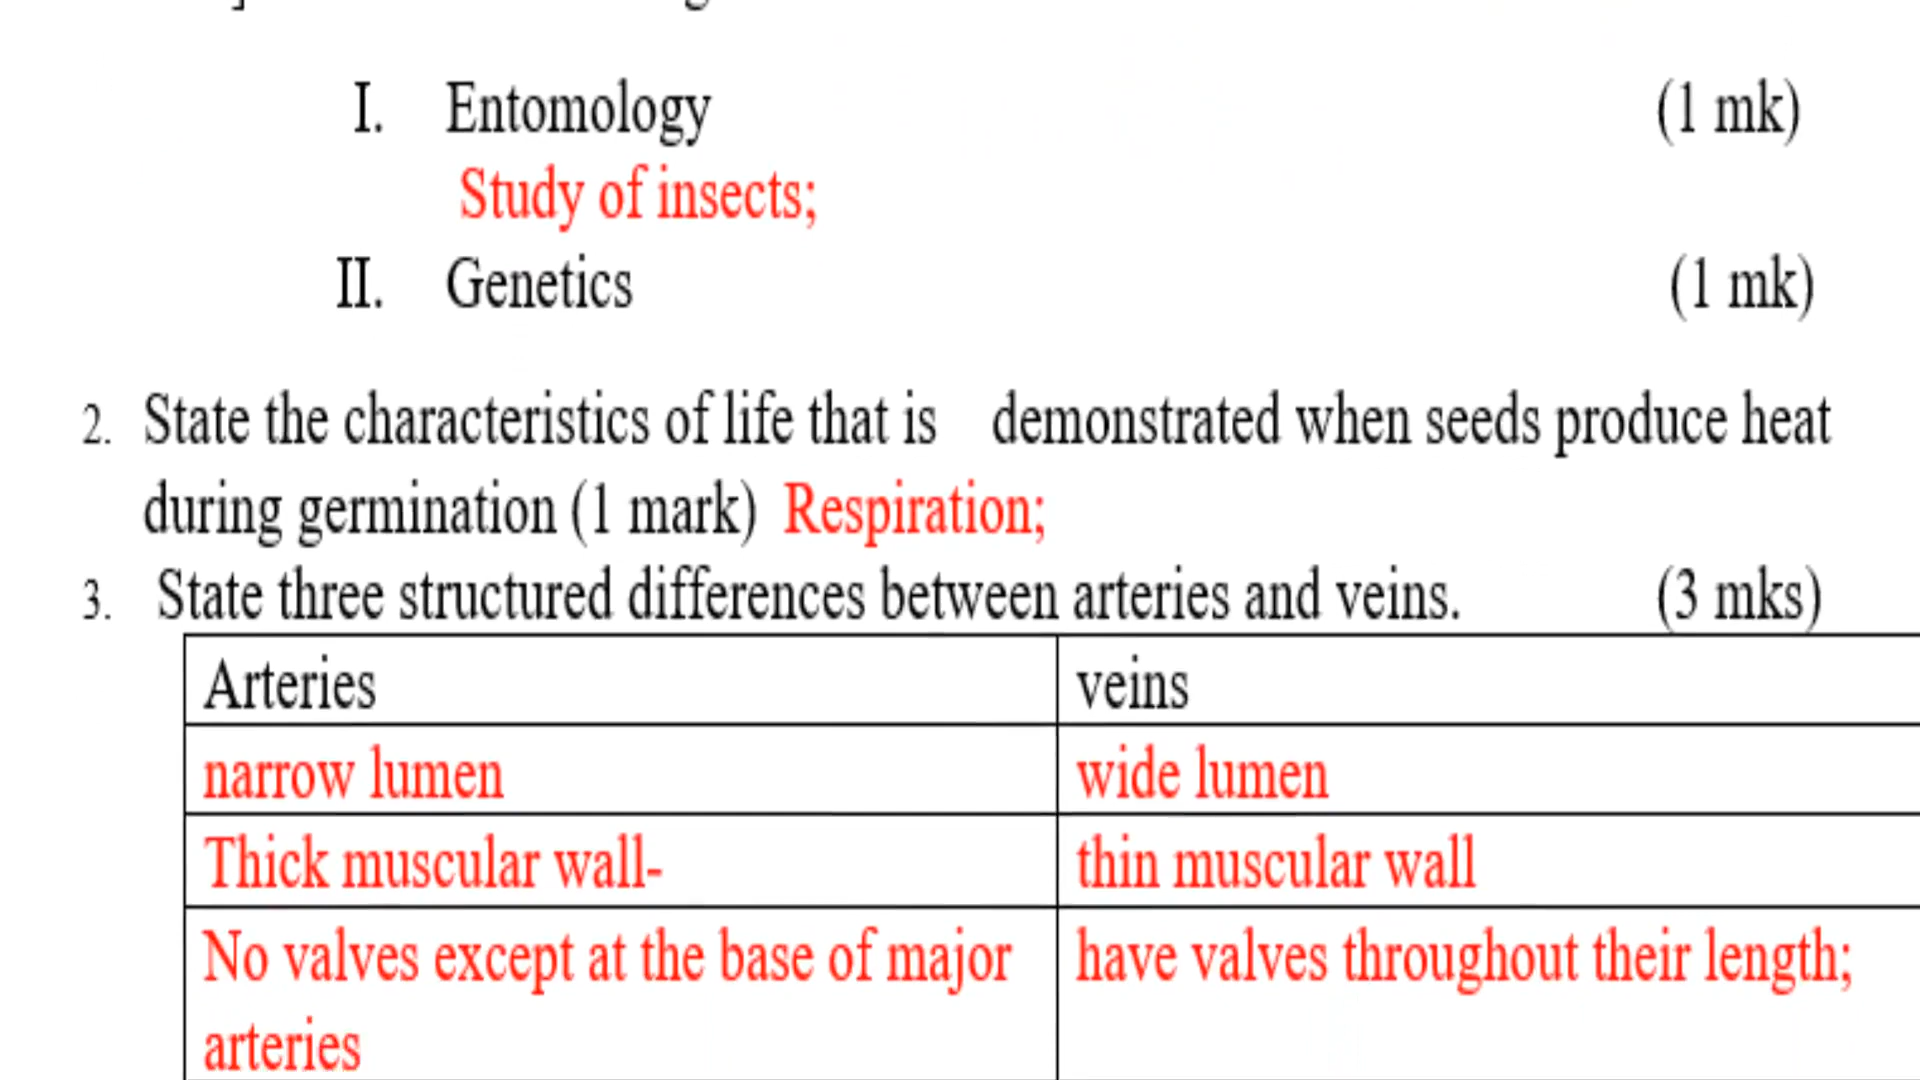 I. Entomology (1 mk)
Study of insects;
II. Genetics (1 mk)
2. State the characteristics of life that is demonstrated when seeds produce heat
during germination (1 mark) Respiration;
3. State three structured differences between arteries and veins. (3 mks)
Arteries veins
narrow lumen wide lumen
Thick muscular wall- thin muscular wall
No valves except at the base of major have valves throughout their length;
arteries